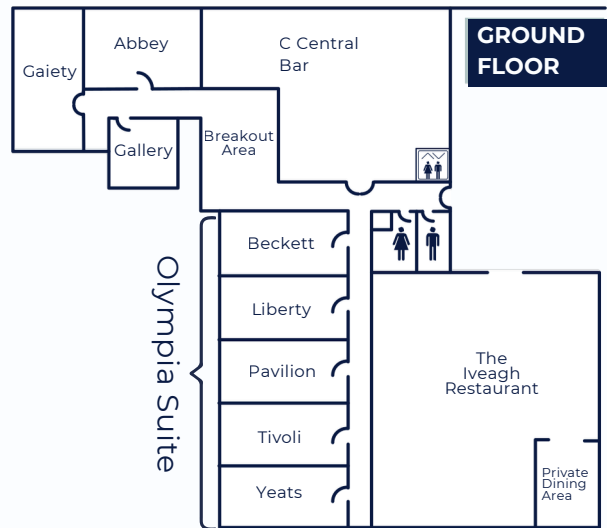 GROUND
FLOOR
Abbey
C Central
Bar
Gaiety
Breakout
Area
Gallery
Beckett
Liberty
Olympia Suite
Pavilion
Tivoli
Yeats
The
Iveagh
Restaurant
Private
Dining
Area